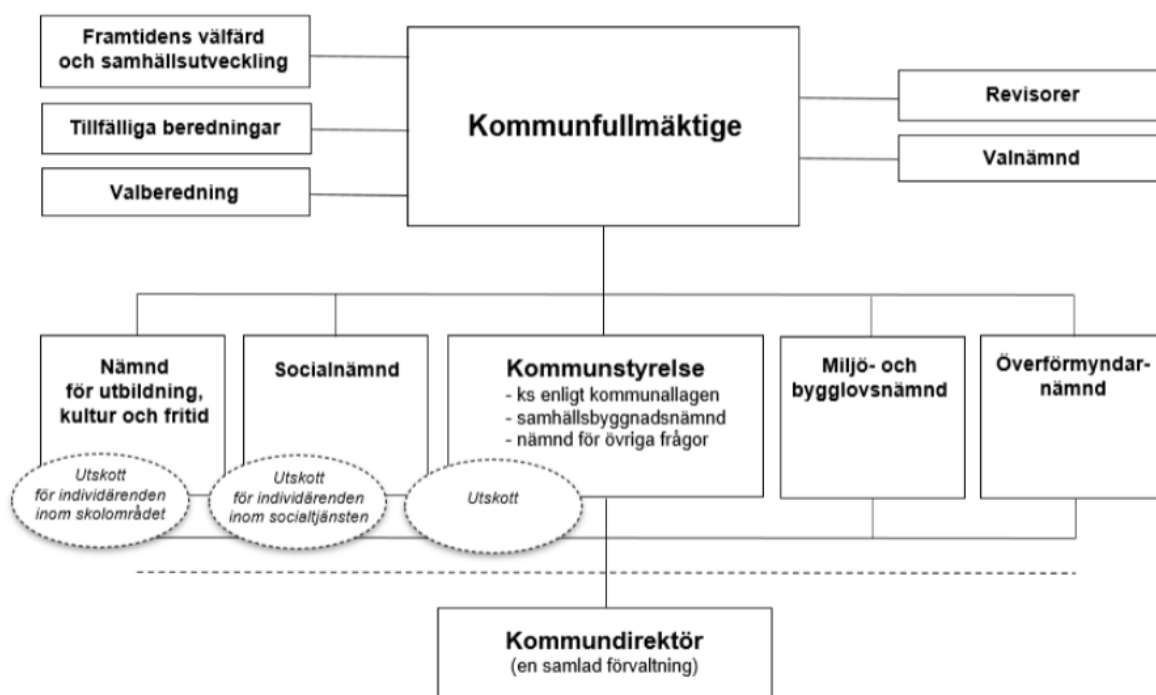 Framtidens välfärd
och samhällsutveckling
Tillfälliga beredningar
Valberedning
Kommunfullmäktige
Revisorer
Valnämnd
Nämnd
för utbildning,
kultur och fritid
Utskott
för individärenden
inom skolområdet
Socialnämnd
Utskott
för individärenden
inom socialtjänsten
Kommunstyrelse
- ks enligt kommunallagen
- samhällsbyggnadsnämnd
- nämnd för övriga frågor
Utskott
Miljö- och
bygglovsnämnd
Överförmyndar-
nämnd
Kommundirektör
(en samlad förvaltning)